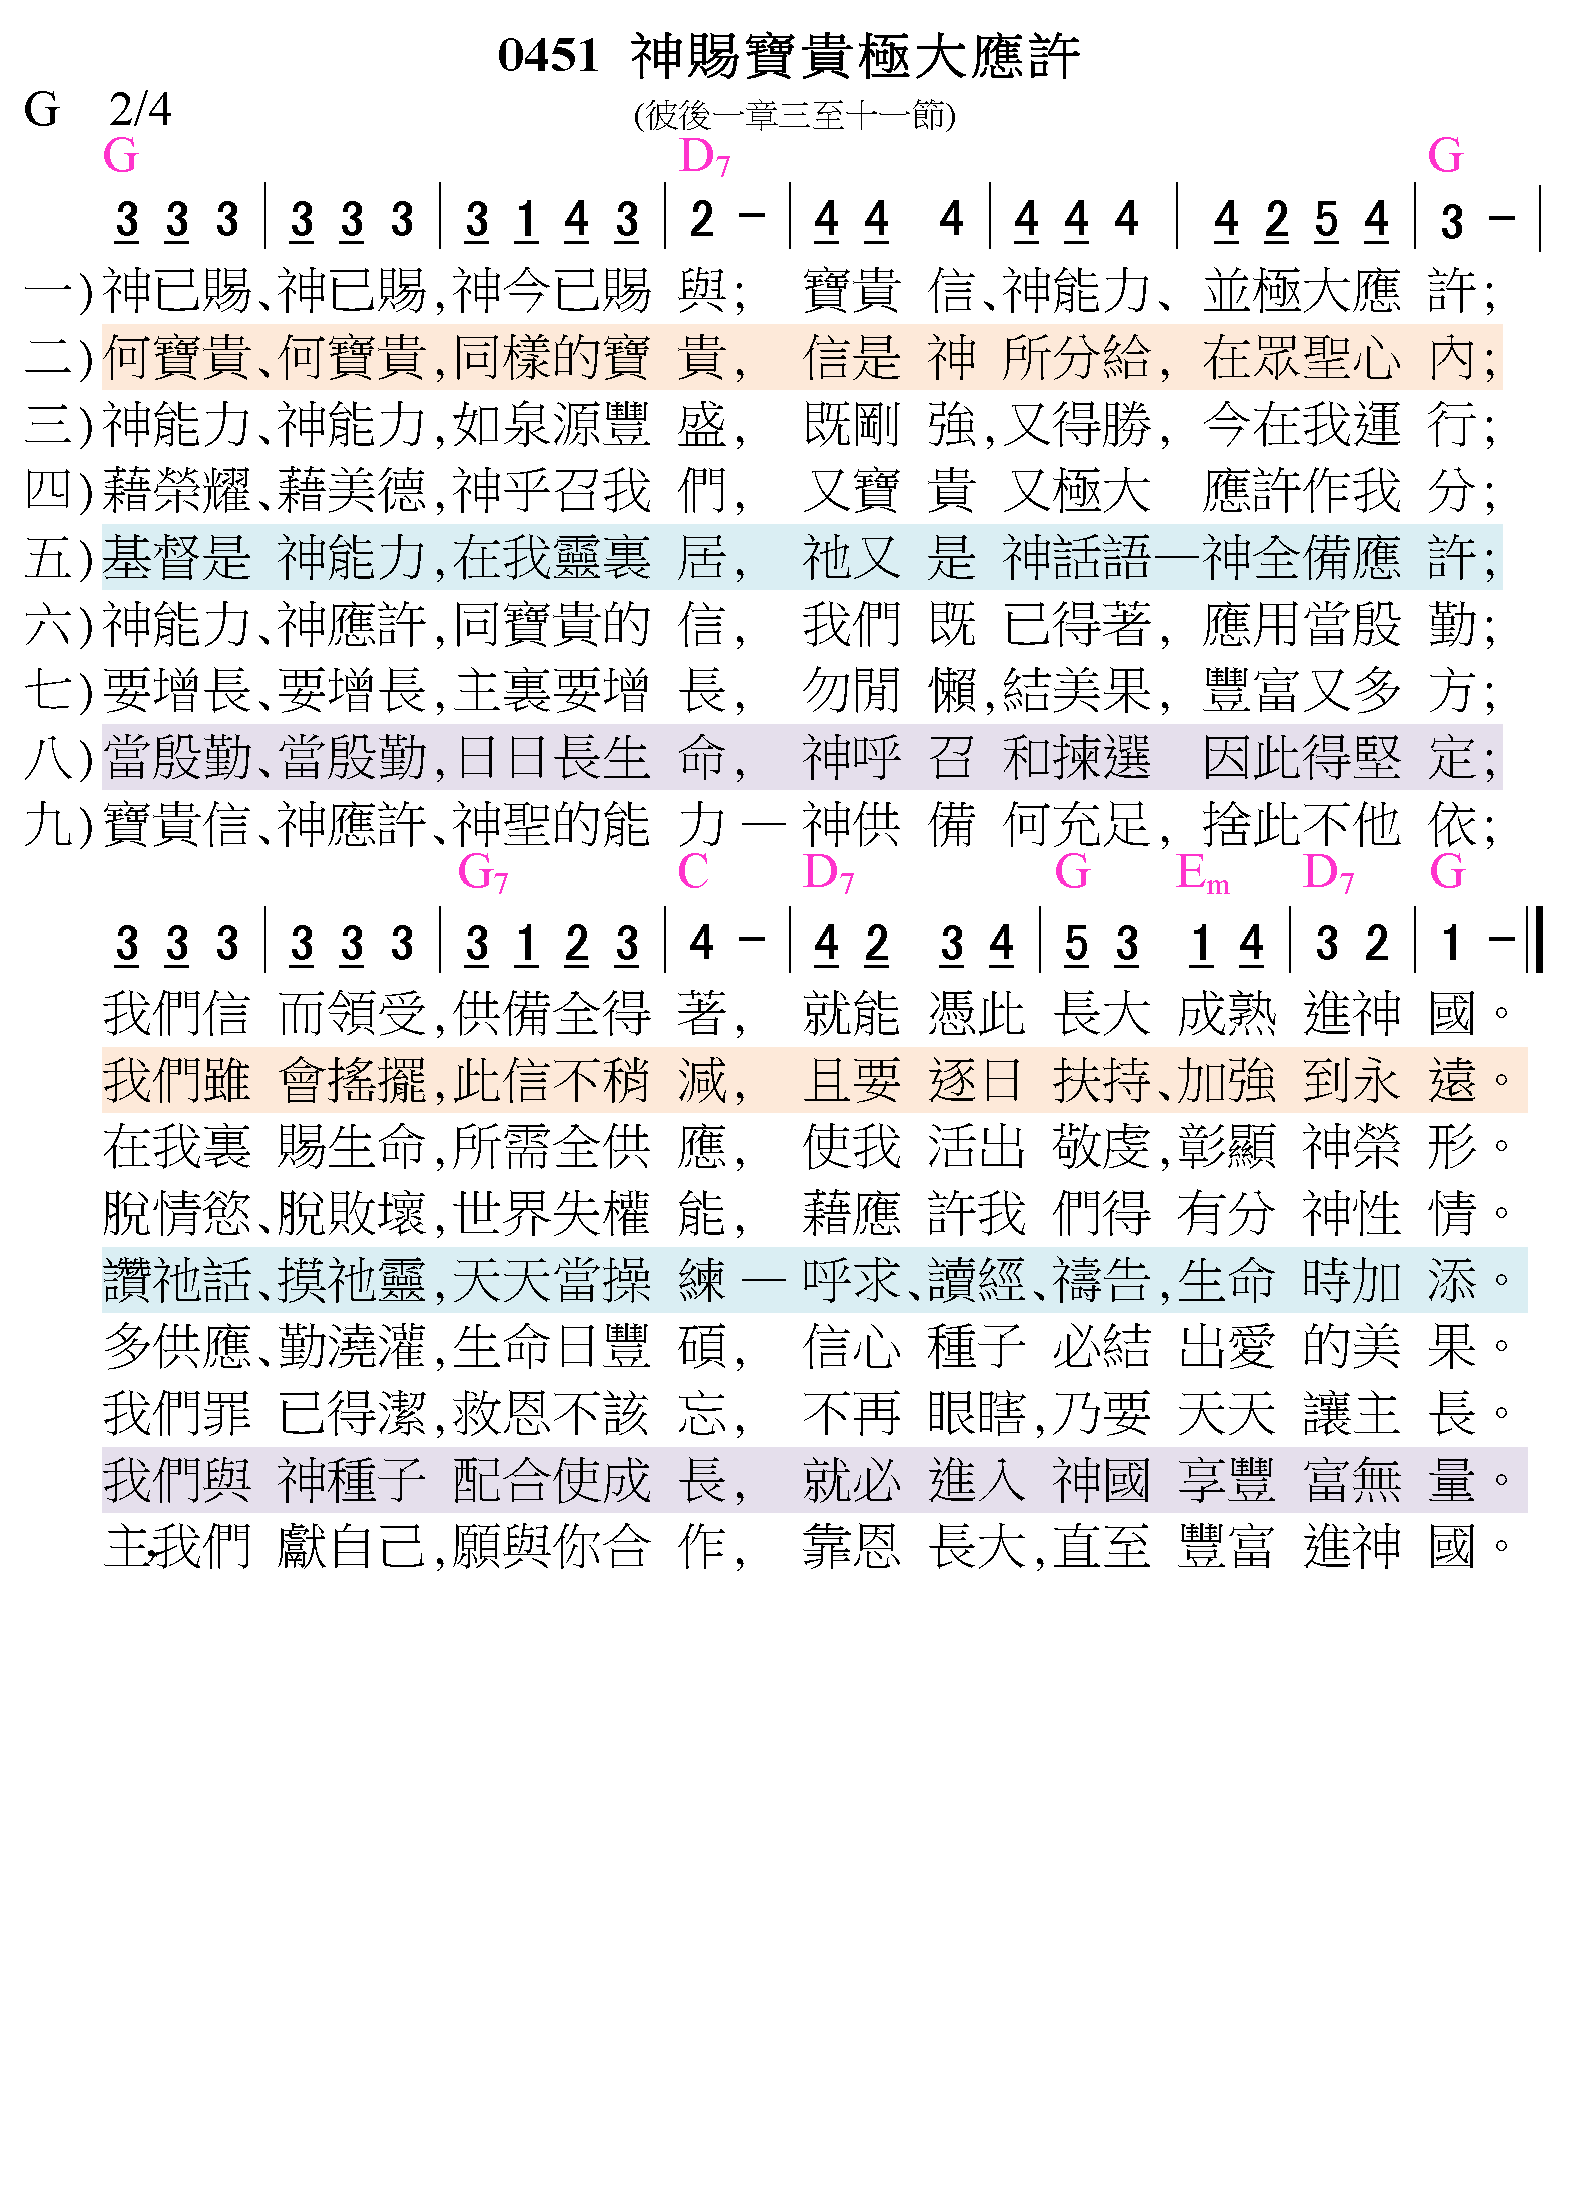 0451 神賜寶貴極大應許
G 2/4 (彼後一章三至十一節)
G D7 G
3 3 3 | 3 3 3 | 3 1 4 3 | 2 － | 4 4 4 | 4 4 4 | 4 2 5 4 | 3 － |
一)神已賜、神已賜,神今已賜 與; 寶貴 信、神能力、 並極大應 許;
二)何寶貴、何寶貴,同樣的寶 貴, 信是 神 所分給, 在眾聖心 內;
三)神能力、神能力,如泉源豐 盛, 既剛 強,又得勝, 今在我運 行;
四)藉榮耀、藉美德,神乎召我 們, 又寶 貴 又極大 應許作我 分;
五)基督是 神能力,在我靈裏 居, 祂又 是 神話語—神全備應 許;
六)神能力、神應許,同寶貴的 信, 我們 既 已得著, 應用當殷 勤;
七)要增長、要增長,主裏要增 長, 勿閒 懶,結美果, 豐富又多 方;
八)當殷勤、當殷勤,日日長生 命, 神呼 召 和揀選 因此得堅 定;
九)寶貴信、神應許、神聖的能 力 — 神供 備 何充足, 捨此不他 依;
G7 C D7 G Em D7 G
3 3 3 | 3 3 3 | 3 1 2 3 | 4 － | 4 2 3 4 | 5 3 1 4 | 3 2 | 1 －‖
我們信 而領受,供備全得 著, 就能 憑此 長大 成熟 進神 國。
我們雖 會搖擺,此信不稍 減, 且要 逐日 扶持、加強 到永 遠。
在我裏 賜生命,所需全供 應, 使我 活出 敬虔,彰顯 神榮 形。
脫情慾、脫敗壞,世界失權 能, 藉應 許我 們得 有分 神性 情。
讚祂話、摸祂靈,天天當操 練 — 呼求、讀經、禱告,生命 時加 添。
多供應、勤澆灌,生命日豐 碩, 信心 種子 必結 出愛 的美 果。
我們罪 已得潔,救恩不該 忘, 不再 眼瞎,乃要 天天 讓主 長。
我們與 神種子 配合使成 長, 就必 進入 神國 享豐 富無 量。
主,我們 獻自己,願與你合 作, 靠恩 長大,直至 豐富 進神 國。